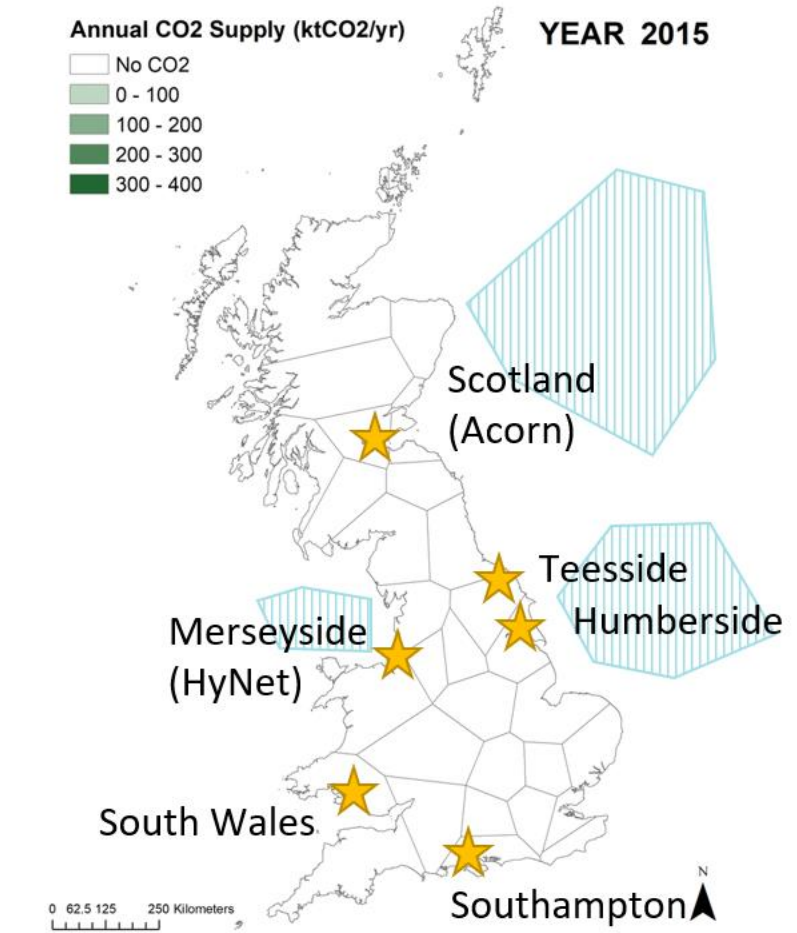 Annual CO2 Supply (ktCO2/yr)
No CO2
0 - 100
100 - 200
200 - 300
300 - 400
YEAR 2015
Scotland
(Acorn)
Teesside
Humberside
Merseyside
(HyNet)
South Wales
Southampton
N
0 62.5 125 250 Kilometers